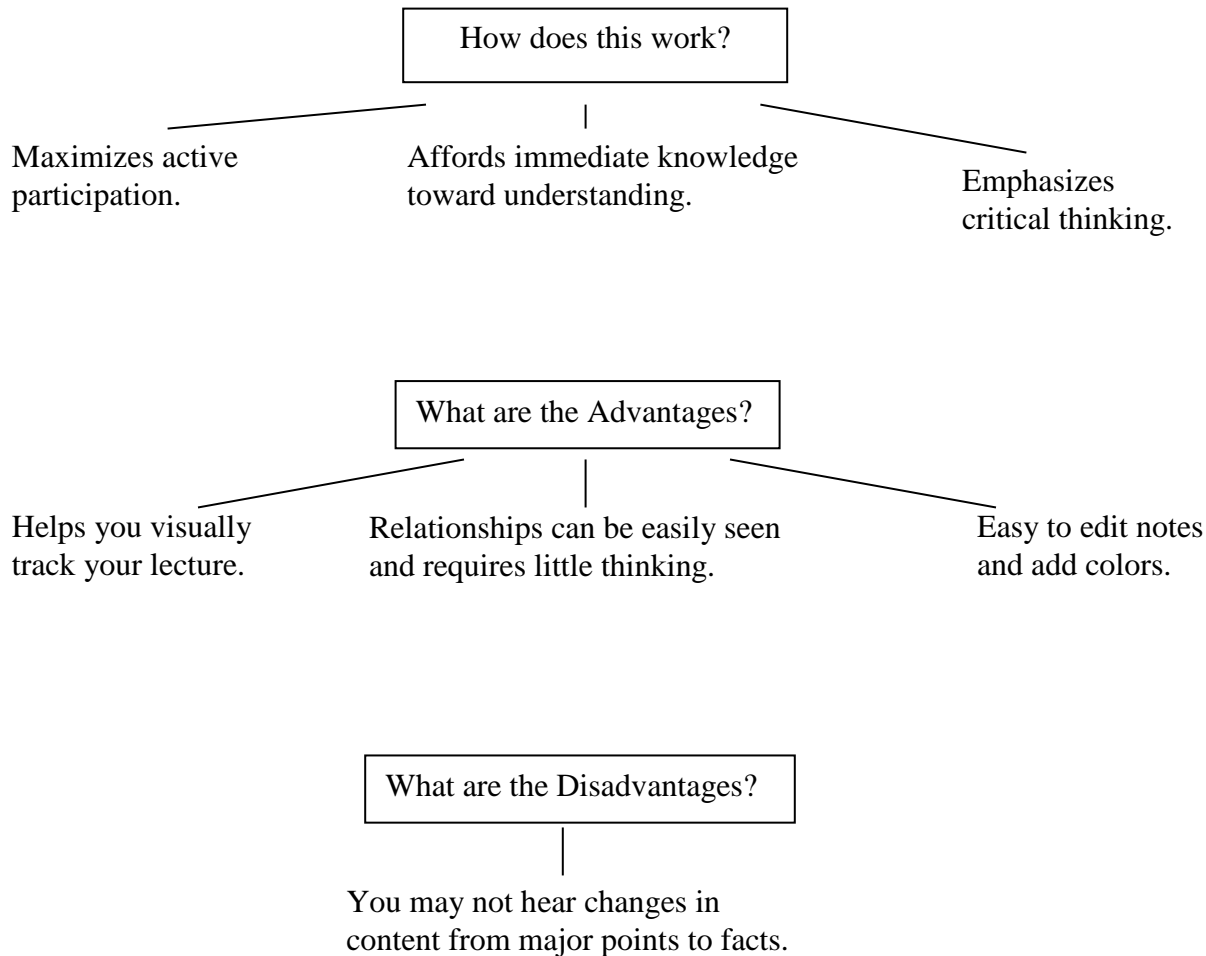 How does this work?
Maximizes active
participation.
Affords immediate knowledge
toward understanding.
Emphasizes
critical thinking.
What are the Advantages?
Helps you visually
track your lecture.
Relationships can be easily seen
and requires little thinking.
Easy to edit notes
and add colors.
What are the Disadvantages?
You may not hear changes in
content from major points to facts.